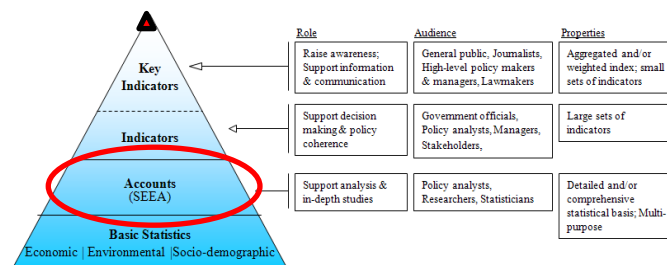 Role
Audience
Properties
Key
Indicators
Raise awareness;
Support information
& communication
General public, Journalists,
High-level policy makers
& managers, Lawmakers
Aggregated and/or
weighted index; small
sets of indicators
Indicators
Support decision
making & policy
coherence
Government officials,
Policy analysts, Managers,
Stakeholders,
Large sets of
indicators
Accounts
(SEEA)
Support analysis &
in-depth studies
Policy analysts,
Researchers, Statisticians
Detailed and/or
comprehensive
statistical basis; Multi-
purpose
Basic Statistics
Economic | Environmental |Socio-demographic